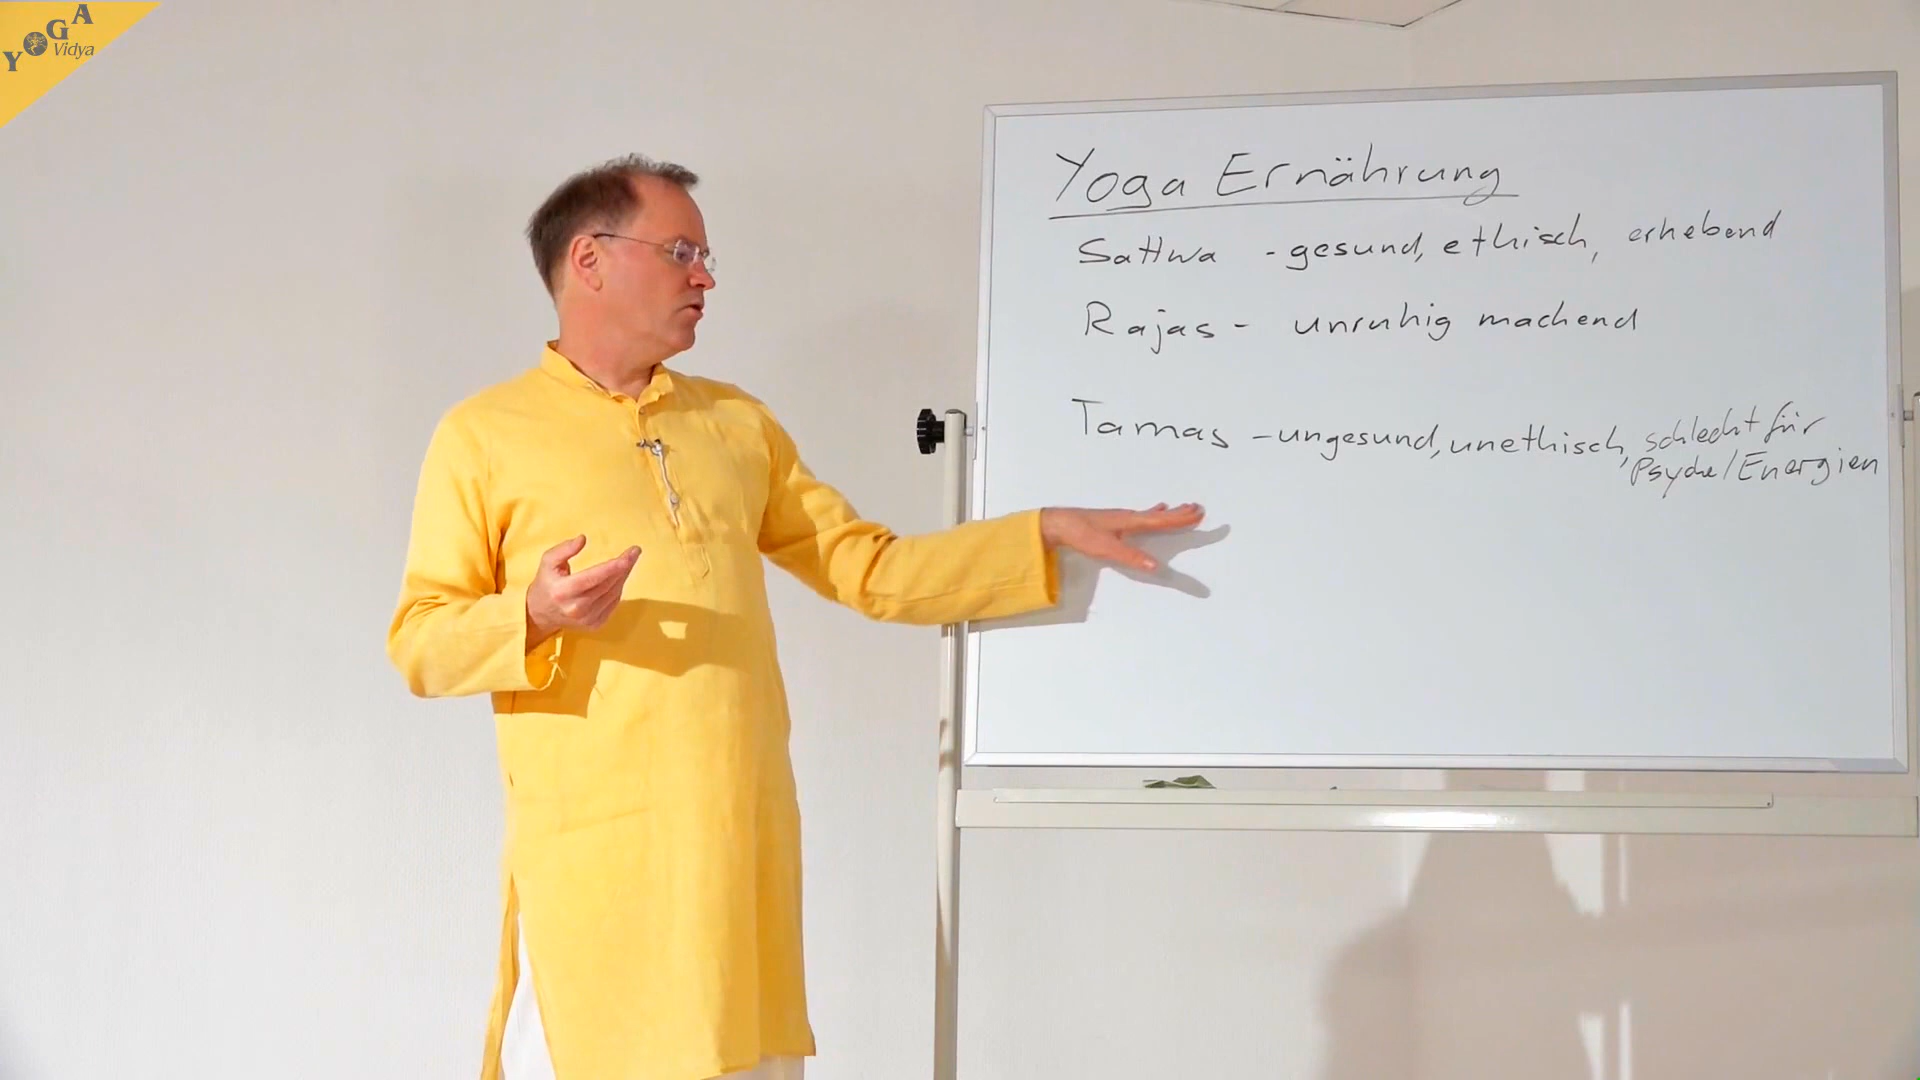 YOGA
Vidya
Yoga Ernährung
Sattwa - gesund, ethisch, erhebend
Rajas - unruhig machend
Tamas - ungesund, unethisch, schlecht für
Psyche/Energien